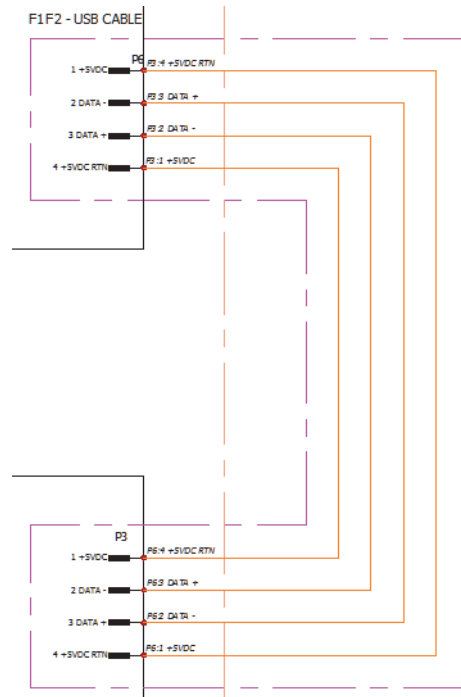 F1F2 - USB CABLE
P6
1 +5VDC
P3:4 +5VDC RTN
2 DATA -
P3:3 DATA +
3 DATA +
P3:2 DATA -
4 +5VDC RTN
P3:1 +5VDC
P3
1 +5VDC
P6:4 +5VDC RTN
2 DATA -
P6:3 DATA +
3 DATA +
P6:2 DATA -
4 +5VDC RTN
P6:1 +5VDC